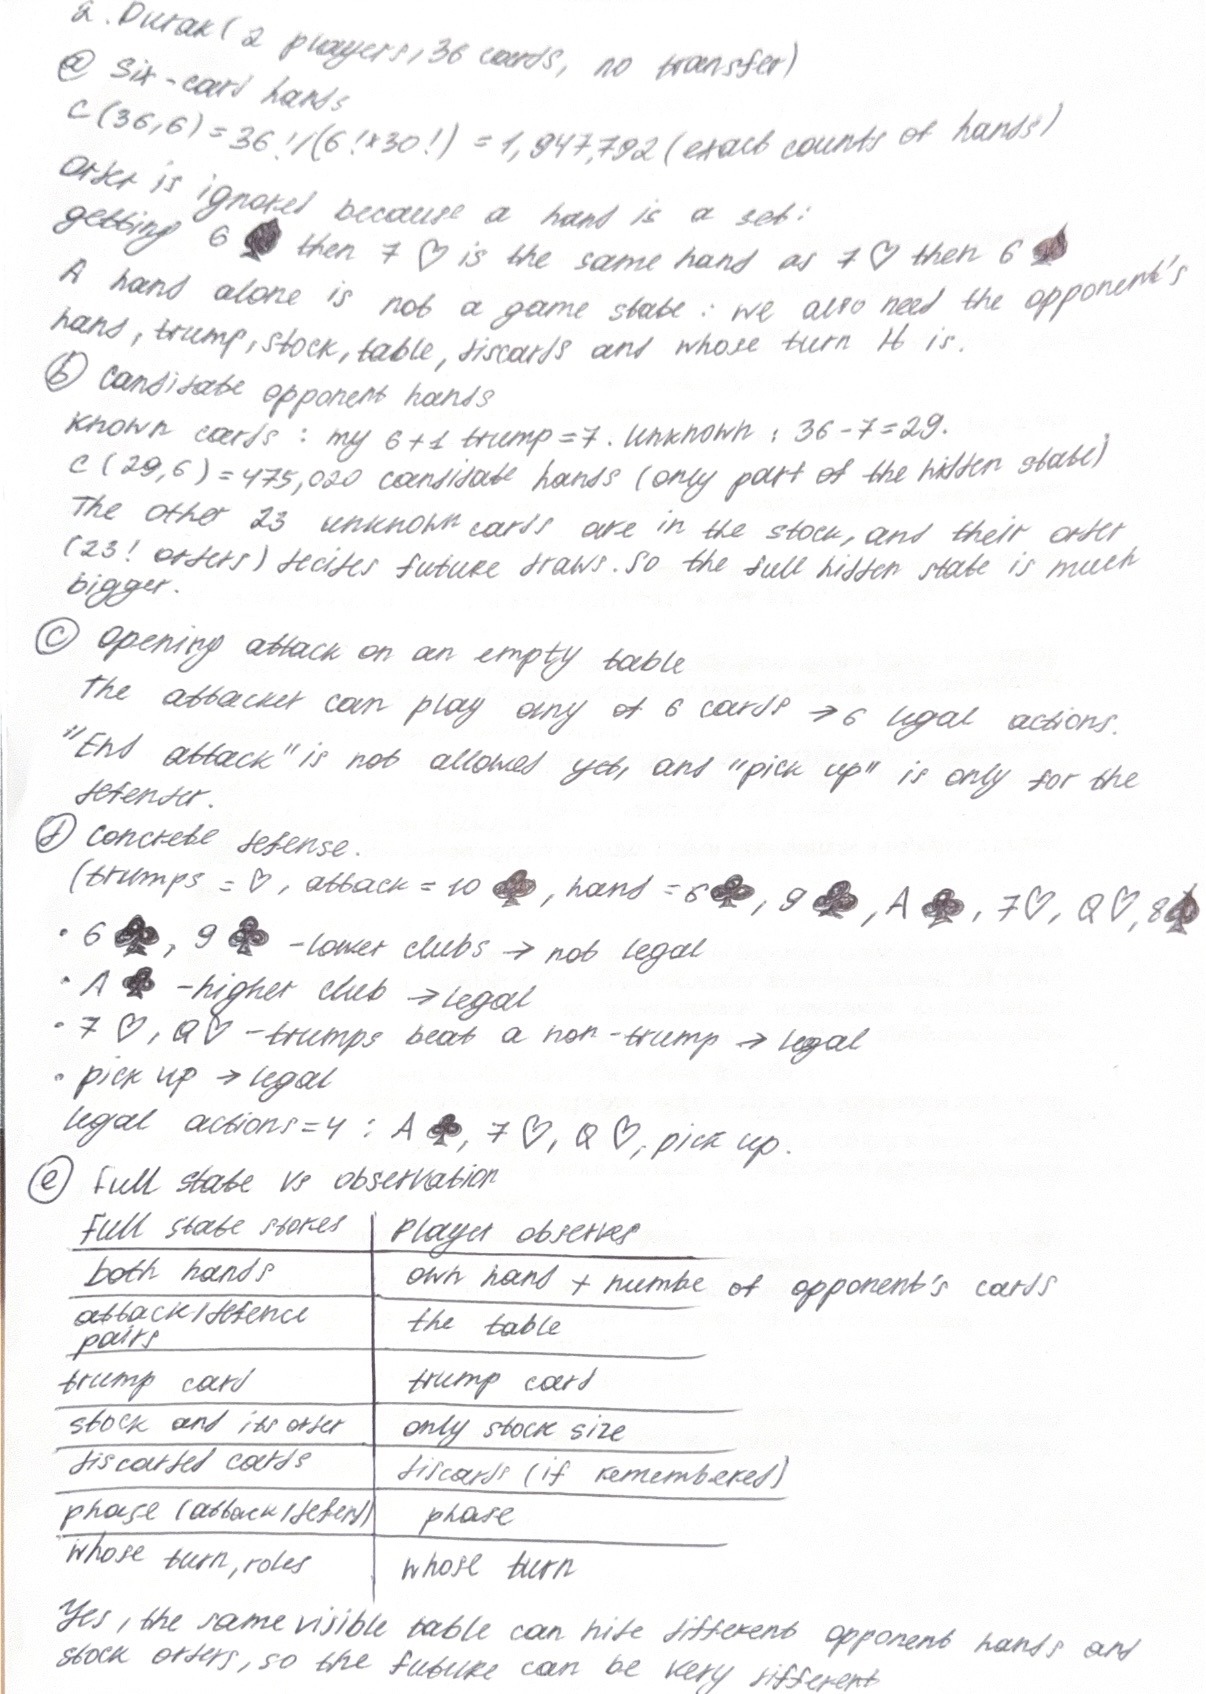 2. Durak (2 players, 36 cards, no transfer)
ⓐ Six-card hands
C(36,6) = 36!/(6!×30!) = 1,947,792 (exact counts of hands)
Order is ignored because a hand is a set:
getting 6♠ then 7♡ is the same hand as 7♡ then 6♠
A hand alone is not a game state: we also need the opponent's
hand, trump, stock, table, discards and whose turn it is.
ⓑ candidate opponent hands
Known cards: my 6+1 trump=7. Unknown: 36-7=29.
C(29,6)=475,020 candidate hands (only part of the hidden state)
The other 23 unknown cards are in the stock, and their order
(23! orders) decides future draws. So the full hidden state is much
bigger.
ⓒ Opening attack on an empty table
The attacker can play any of 6 cards → 6 legal actions.
"End attack" is not allowed yet, and "pick up" is only for the
defender.
ⓓ concrete defense.
(trumps = ♡, attack = 10♣, hand = 6♣, 9♣, A♣, 7♡, Q♡, 8♠
• 6♣, 9♣ -lower clubs → not legal
• A♣ -higher club → legal
• 7♡, Q♡ -trumps beat a non-trump → legal
• pick up → legal
legal actions=4: A♣, 7♡, Q♡, pick up.
ⓔ Full state vs observation
Full state stores | Player observes
both hands | own hand + numbe of opponent's cards
attack/defence pairs | the table
trump card | trump card
stock and its order | only stock size
discarded cards | discards (if remembered)
phase (attack/defend) | phase
whose turn, roles | whose turn
Yes, the same visible table can hide different opponent hands and
stock orders, so the future can be very different